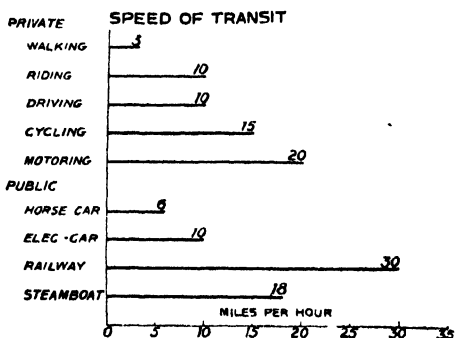 SPEED OF TRANSIT
PRIVATE
WALKING 3
RIDING 10
DRIVING 10
CYCLING 15
MOTORING 20
PUBLIC
HORSE CAR 6
ELEC-CAR 10
RAILWAY 30
STEAMBOAT 18
MILES PER HOUR
0 5 10 15 20 25 30 35